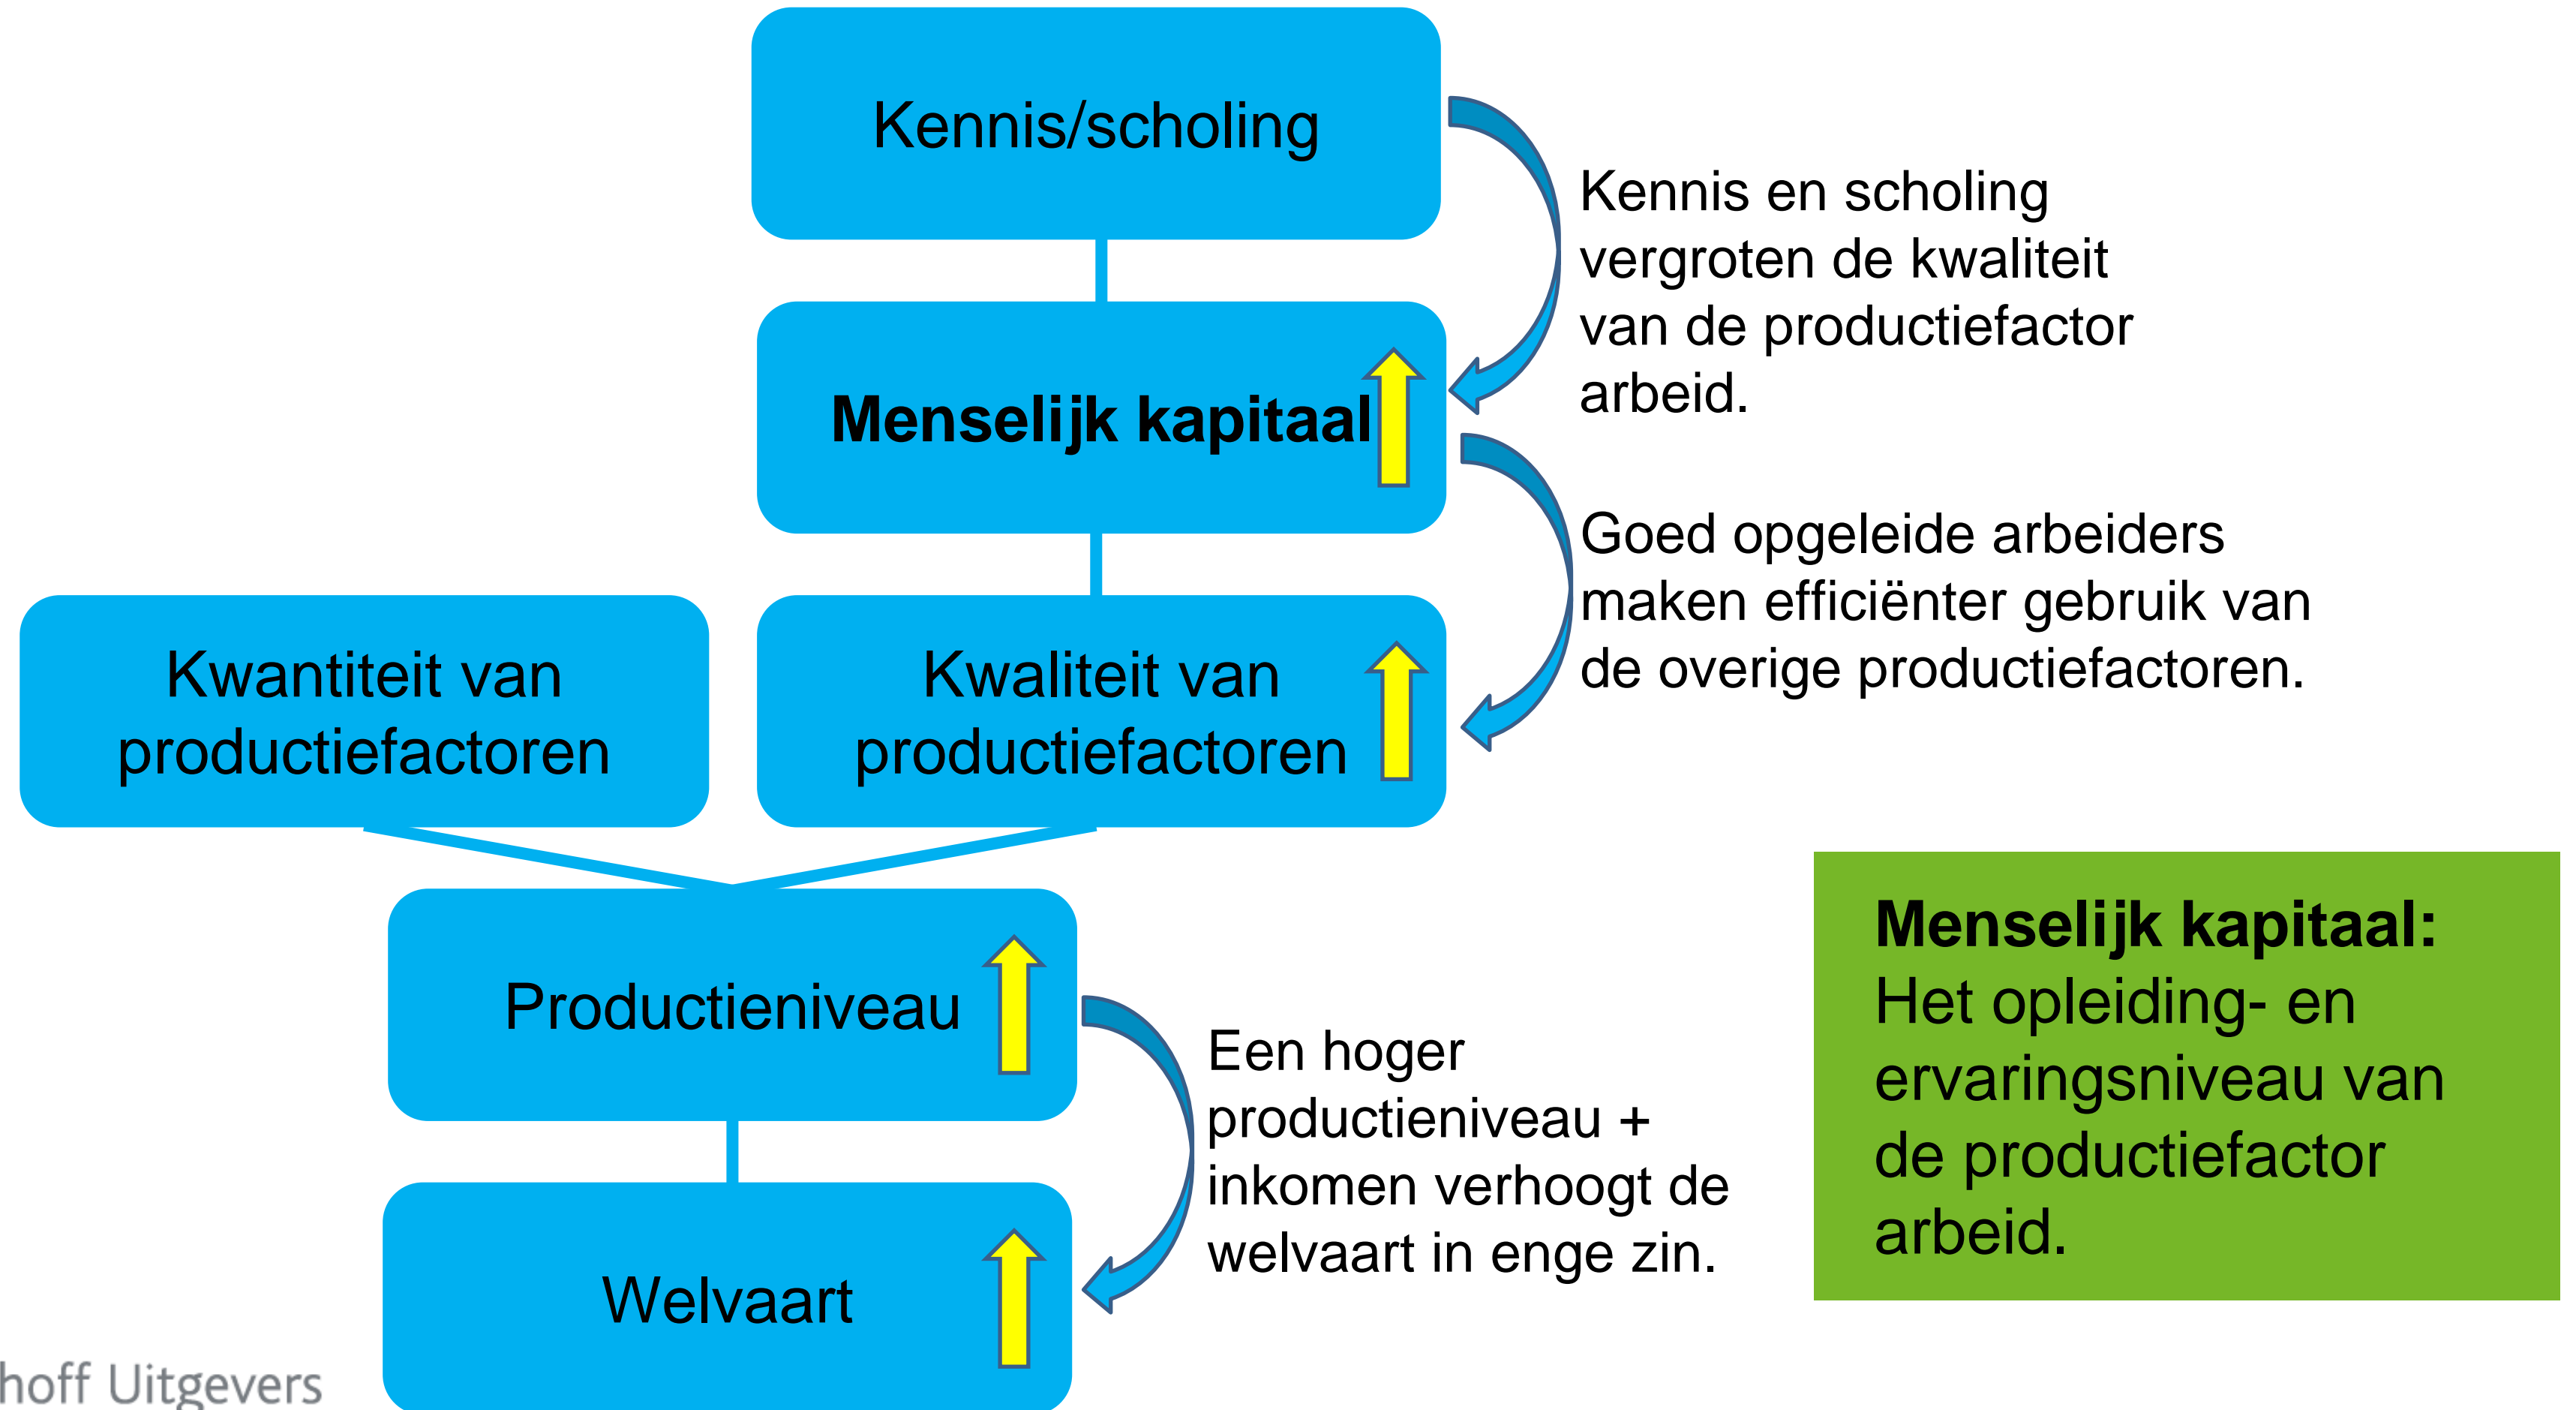 Kennis/scholing
Kennis en scholing
vergroten de kwaliteit
van de productiefactor
arbeid.
Menselijk kapitaal
Goed opgeleide arbeiders
maken efficiënter gebruik van
de overige productiefactoren.
Kwantiteit van
productiefactoren
Kwaliteit van
productiefactoren
Productieniveau
Een hoger
productieniveau +
inkomen verhoogt de
welvaart in enge zin.
Welvaart
Menselijk kapitaal:
Het opleiding- en
ervaringsniveau van
de productiefactor
arbeid.
hoff Uitgevers